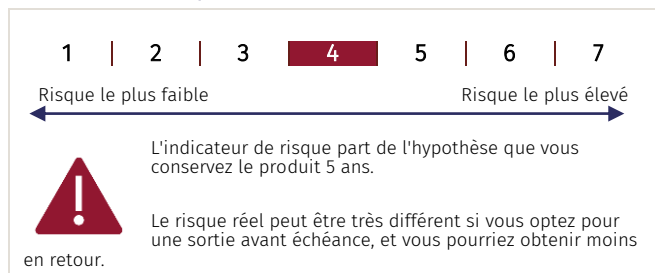 1 | 2 | 3 | 4 | 5 | 6 | 7
Risque le plus faible Risque le plus élevé
L'indicateur de risque part de l'hypothèse que vous
conservez le produit 5 ans.
Le risque réel peut être très différent si vous optez pour
une sortie avant échéance, et vous pourriez obtenir moins
en retour.